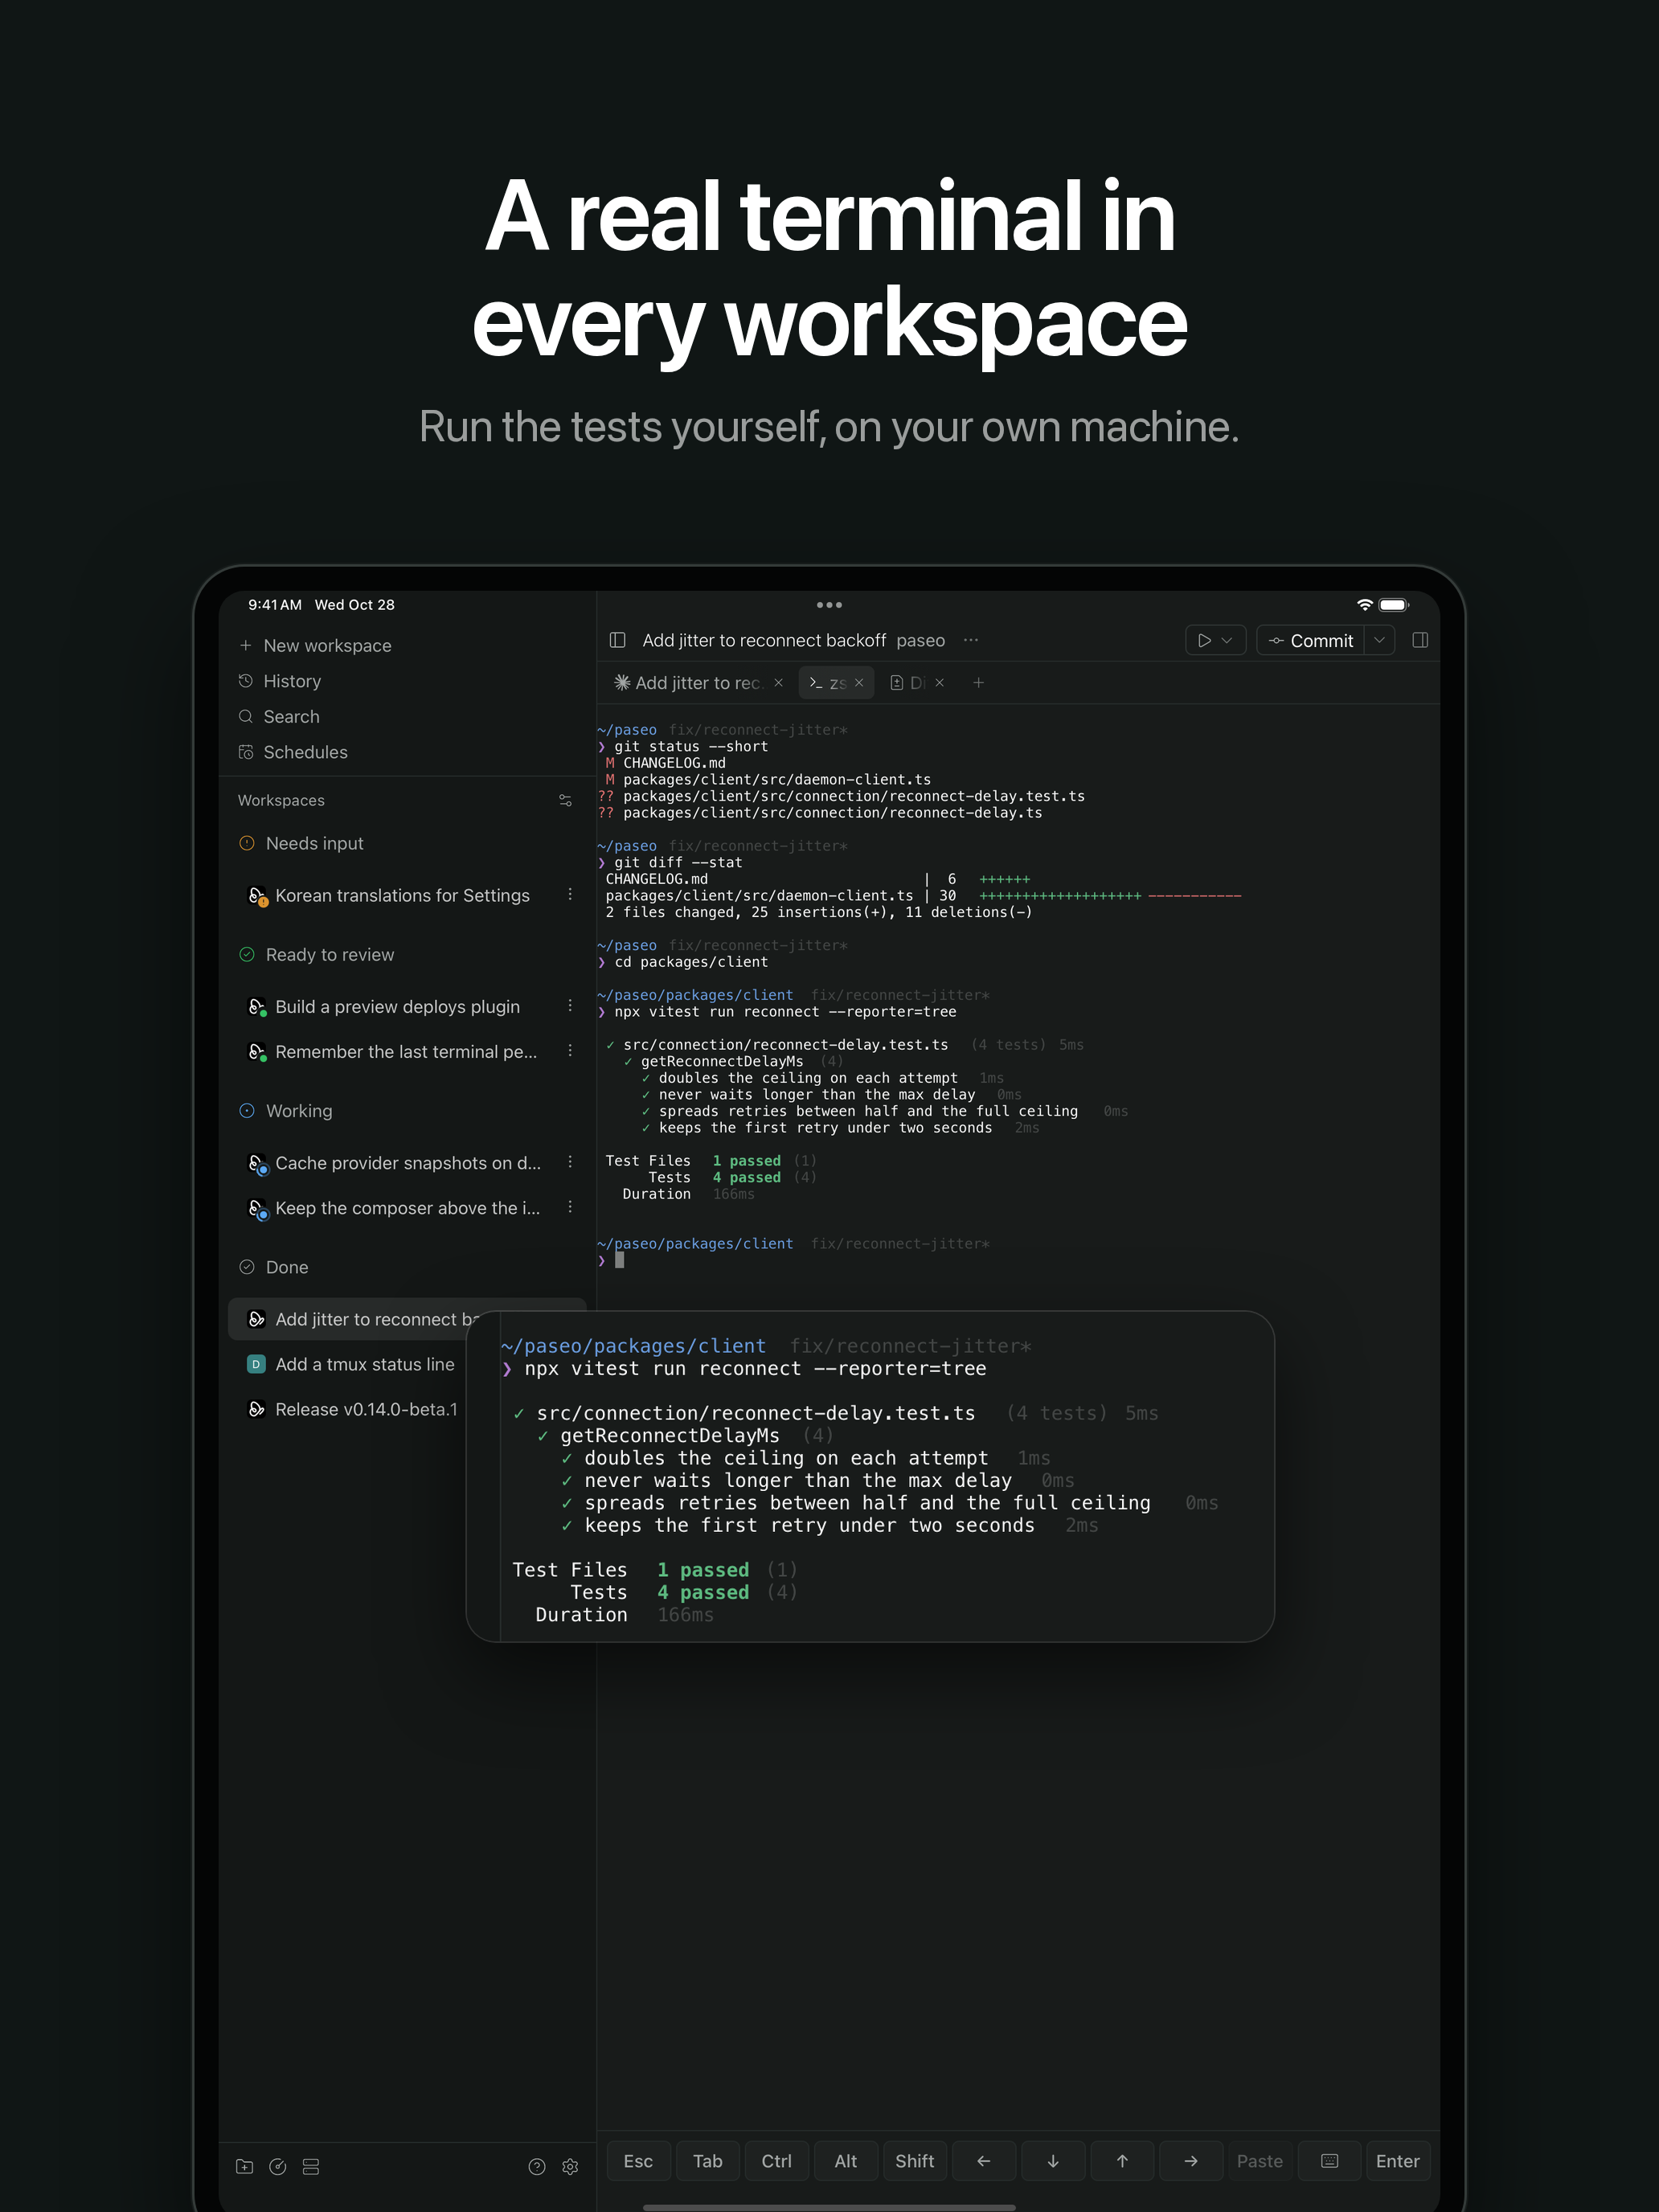 A real terminal in
every workspace
Run the tests yourself, on your own machine.
9:41 AM Wed Oct 28
New workspace
History
Search
Schedules
Workspaces
Needs input
Korean translations for Settings
Ready to review
Build a preview deploys plugin
Remember the last terminal pe...
Working
Cache provider snapshots on d...
Keep the composer above the i...
Done
Add jitter to reconnect ba
D Add a tmux status line
Release v0.14.0-beta.1
Add jitter to reconnect backoff paseo ...
Commit
Add jitter to rec.
zs
Di
~/paseo fix/reconnect-jitter*
❯ git status --short
M CHANGELOG.md
M packages/client/src/daemon-client.ts
?? packages/client/src/connection/reconnect-delay.test.ts
?? packages/client/src/connection/reconnect-delay.ts
~/paseo fix/reconnect-jitter*
❯ git diff --stat
CHANGELOG.md | 6 ++++++
packages/client/src/daemon-client.ts | 30 +++++++++++++++++++ -----------
2 files changed, 25 insertions(+), 11 deletions(-)
~/paseo fix/reconnect-jitter*
❯ cd packages/client
~/paseo/packages/client fix/reconnect-jitter*
❯ npx vitest run reconnect --reporter=tree
✓ src/connection/reconnect-delay.test.ts (4 tests) 5ms
✓ getReconnectDelayMs (4)
✓ doubles the ceiling on each attempt 1ms
✓ never waits longer than the max delay 0ms
✓ spreads retries between half and the full ceiling 0ms
✓ keeps the first retry under two seconds 2ms
Test Files 1 passed (1)
Tests 4 passed (4)
Duration 166ms
~/paseo/packages/client fix/reconnect-jitter*
❯
~/paseo/packages/client fix/reconnect-jitter*
❯ npx vitest run reconnect --reporter=tree
✓ src/connection/reconnect-delay.test.ts (4 tests) 5ms
✓ getReconnectDelayMs (4)
✓ doubles the ceiling on each attempt 1ms
✓ never waits longer than the max delay 0ms
✓ spreads retries between half and the full ceiling 0ms
✓ keeps the first retry under two seconds 2ms
Test Files 1 passed (1)
Tests 4 passed (4)
Duration 166ms
Esc Tab Ctrl Alt Shift ← ↓ ↑ → Paste Enter